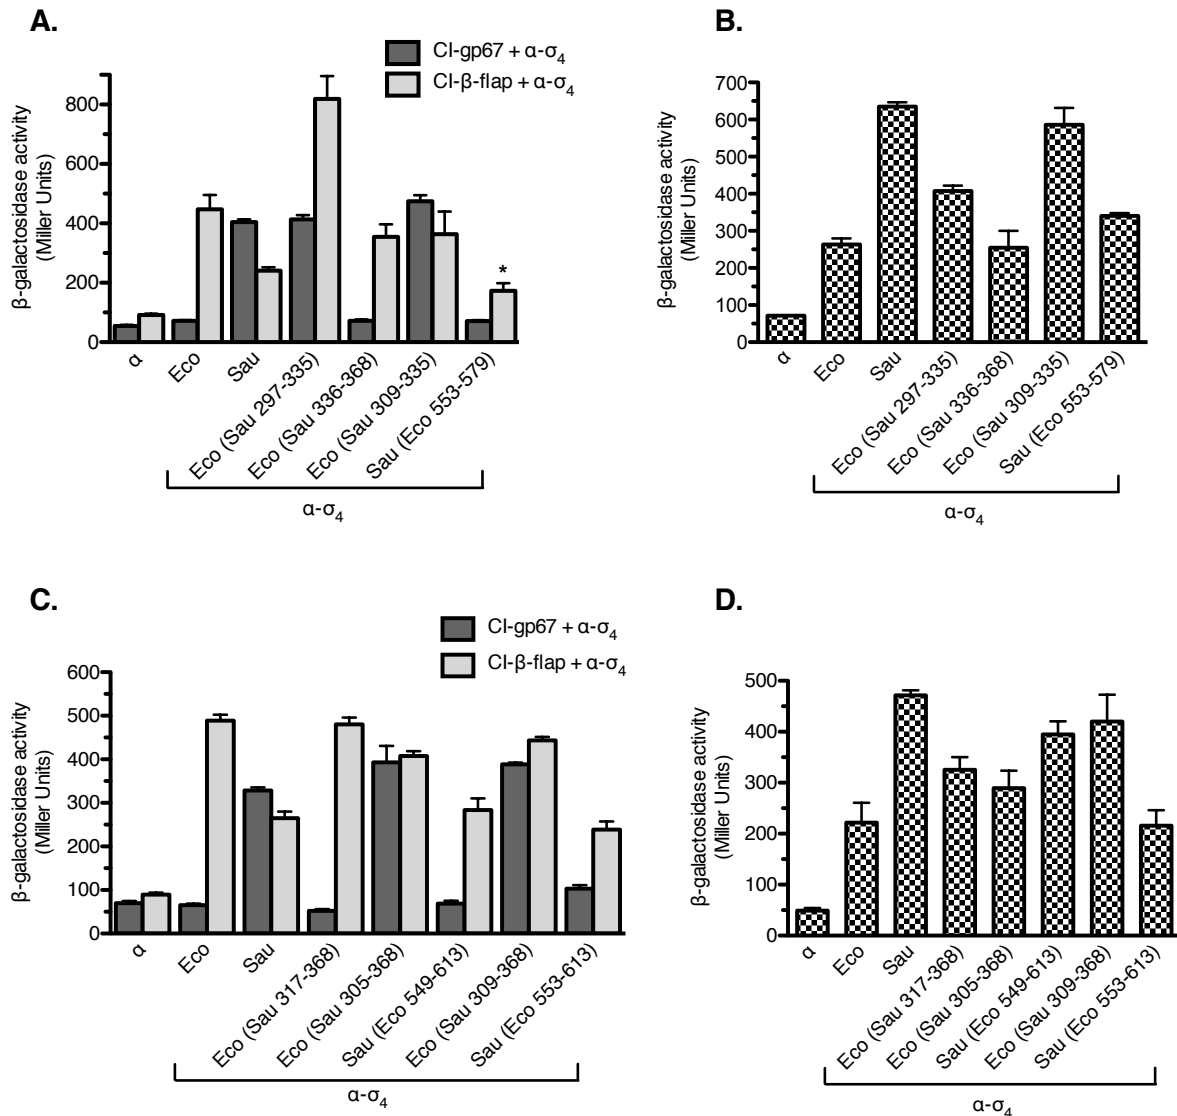 A.
CI-gp67 + α-σ4
CI-β-flap + α-σ4
β-galactosidase activity
(Miller Units)
800
600
400
200
0
*
α
Eco
Sau
Eco (Sau 297-335)
Eco (Sau 336-368)
Eco (Sau 309-335)
Sau (Eco 553-579)
α-σ4
B.
β-galactosidase activity
(Miller Units)
700
600
500
400
300
200
100
0
α
Eco
Sau
Eco (Sau 297-335)
Eco (Sau 336-368)
Eco (Sau 309-335)
Sau (Eco 553-579)
α-σ4
C.
CI-gp67 + α-σ4
CI-β-flap + α-σ4
β-galactosidase activity
(Miller Units)
600
500
400
300
200
100
0
α
Eco
Sau
Eco (Sau 317-368)
Eco (Sau 305-368)
Sau (Eco 549-613)
Eco (Sau 309-368)
Sau (Eco 553-613)
α-σ4
D.
β-galactosidase activity
(Miller Units)
500
400
300
200
100
0
α
Eco
Sau
Eco (Sau 317-368)
Eco (Sau 305-368)
Sau (Eco 549-613)
Eco (Sau 309-368)
Sau (Eco 553-613)
α-σ4